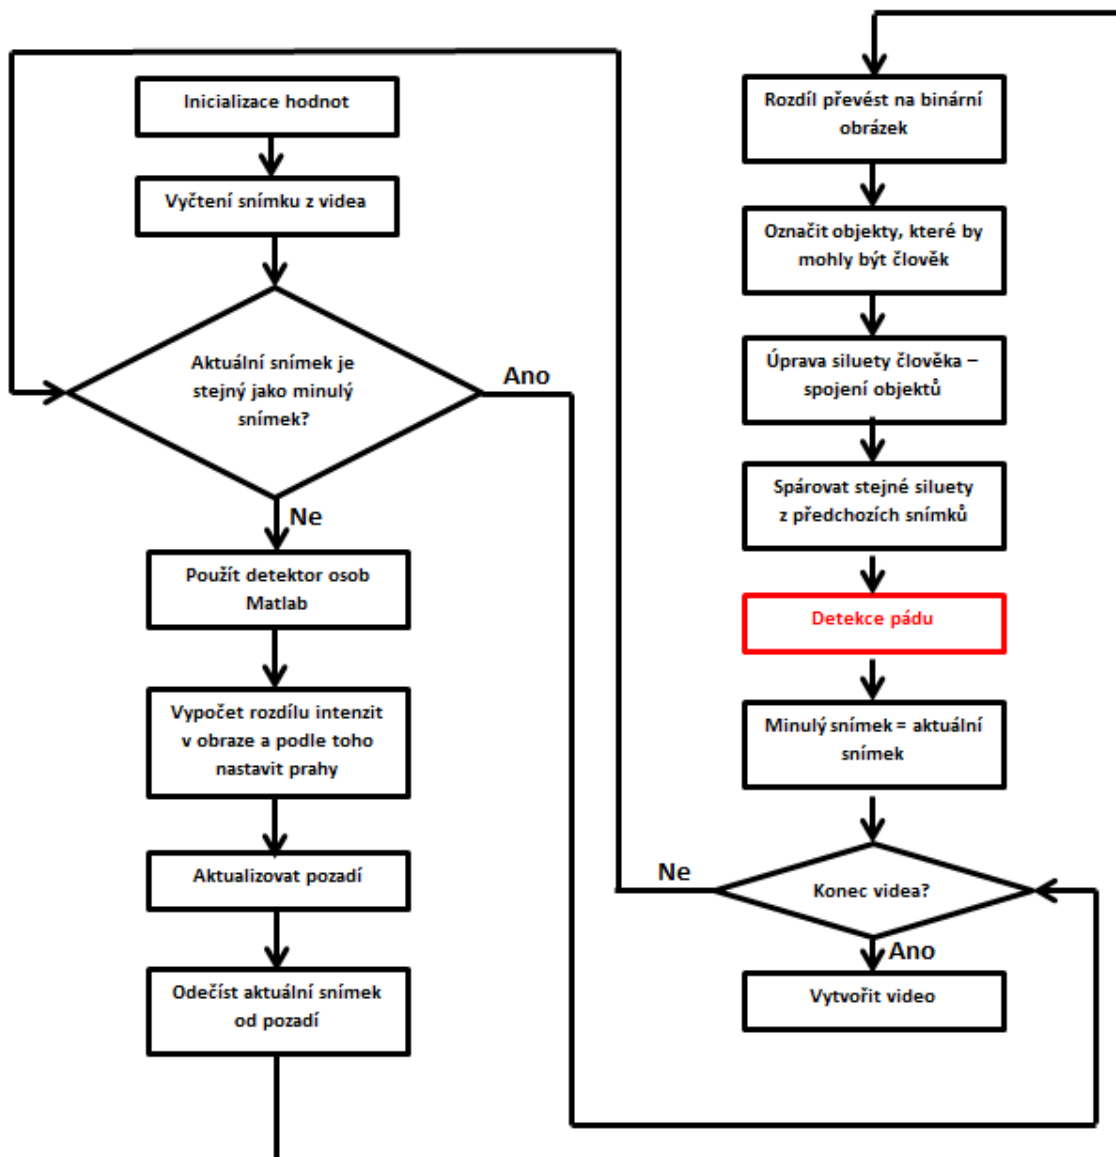 Inicializace hodnot
Vyčtení snímku z videa
Aktuální snímek je
stejný jako minulý
snímek?
Ano
Ne
Použít detektor osob
Matlab
Vypočet rozdílu intenzit
v obraze a podle toho
nastavit prahy
Aktualizovat pozadí
Odečíst aktuální snímek
od pozadí
Rozdíl převést na binární
obrázek
Označit objekty, které by
mohly být člověk
Úprava siluety člověka –
spojení objektů
Spárovat stejné siluety
z předchozích snímků
Detekce pádu
Minulý snímek = aktuální
snímek
Ne
Konec videa?
Ano
Vytvořit video